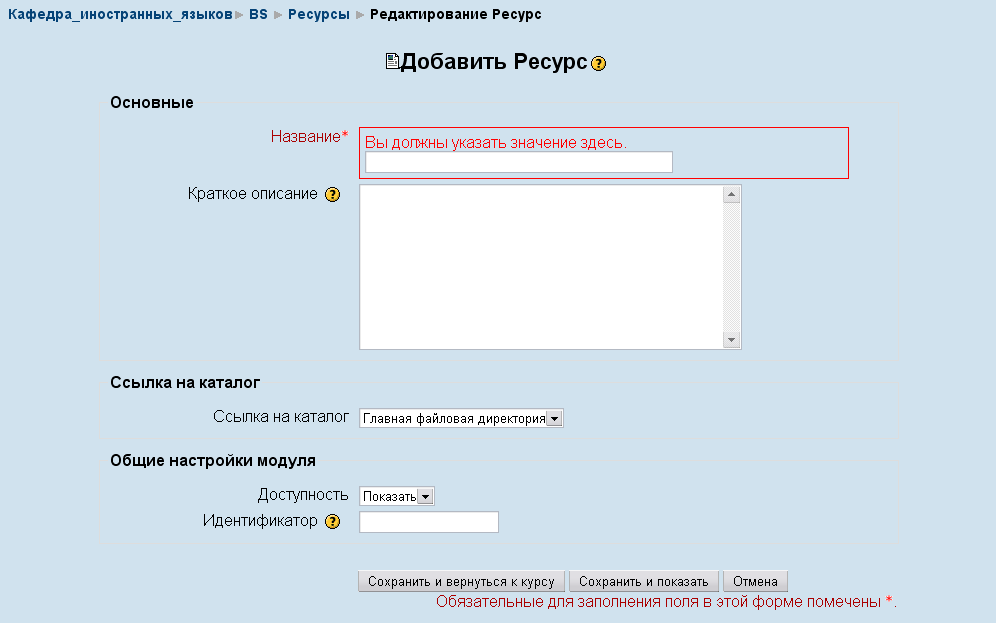 Кафедра_иностранных_языков ► BS ► Ресурсы ► Редактирование Ресурс
Добавить Ресурс ?
Основные
Название*
Вы должны указать значение здесь.
Краткое описание ?
Ссылка на каталог
Ссылка на каталог Главная файловая директория
Общие настройки модуля
Доступность Показать
Идентификатор ?
Сохранить и вернуться к курсу Сохранить и показать Отмена
Обязательные для заполнения поля в этой форме помечены *.